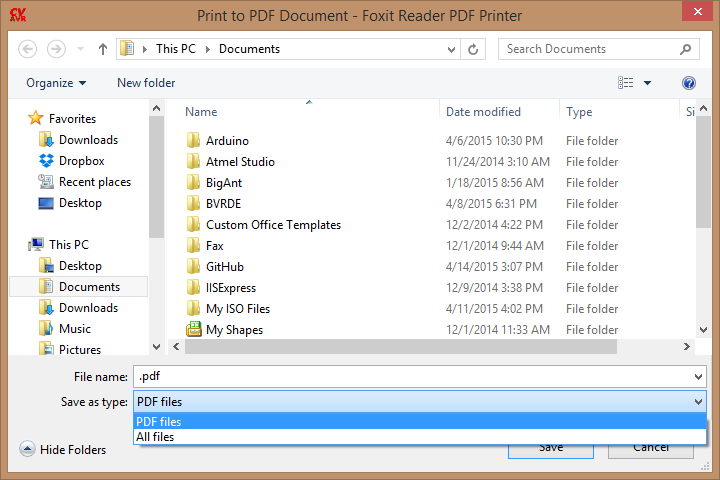 CV
AVR
Print to PDF Document - Foxit Reader PDF Printer
This PC Documents
Search Documents
Organize
New folder
Name Date modified Type Si
Favorites
Downloads
Dropbox
Recent places
Desktop
This PC
Desktop
Documents
Downloads
Music
Pictures
Arduino 4/6/2015 10:30 PM File folder
Atmel Studio 11/24/2014 3:10 AM File folder
BigAnt 1/18/2015 8:56 AM File folder
BVRDE 4/8/2015 6:31 PM File folder
Custom Office Templates 12/2/2014 4:22 PM File folder
Fax 12/1/2014 9:44 AM File folder
GitHub 4/14/2015 3:07 PM File folder
IISExpress 12/9/2014 3:38 PM File folder
My ISO Files 4/11/2015 4:02 PM File folder
My Shapes 12/1/2014 11:33 AM File folder
File name: .pdf
Save as type: PDF files
PDF files
All files
Hide Folders
Save
Cancel